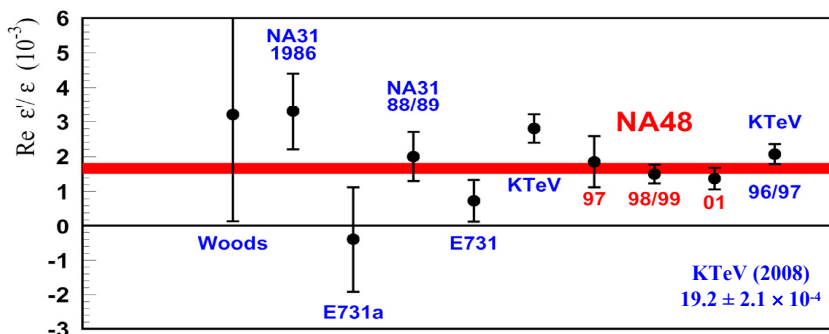 Re ε'/ε (10⁻³)
6
5
4
3
2
1
0
-1
-2
-3
NA31
1986
NA31
88/89
NA48
KTeV
KTeV
97
98/99
01
96/97
Woods
E731
E731a
KTeV (2008)
19.2 ± 2.1 × 10⁻⁴